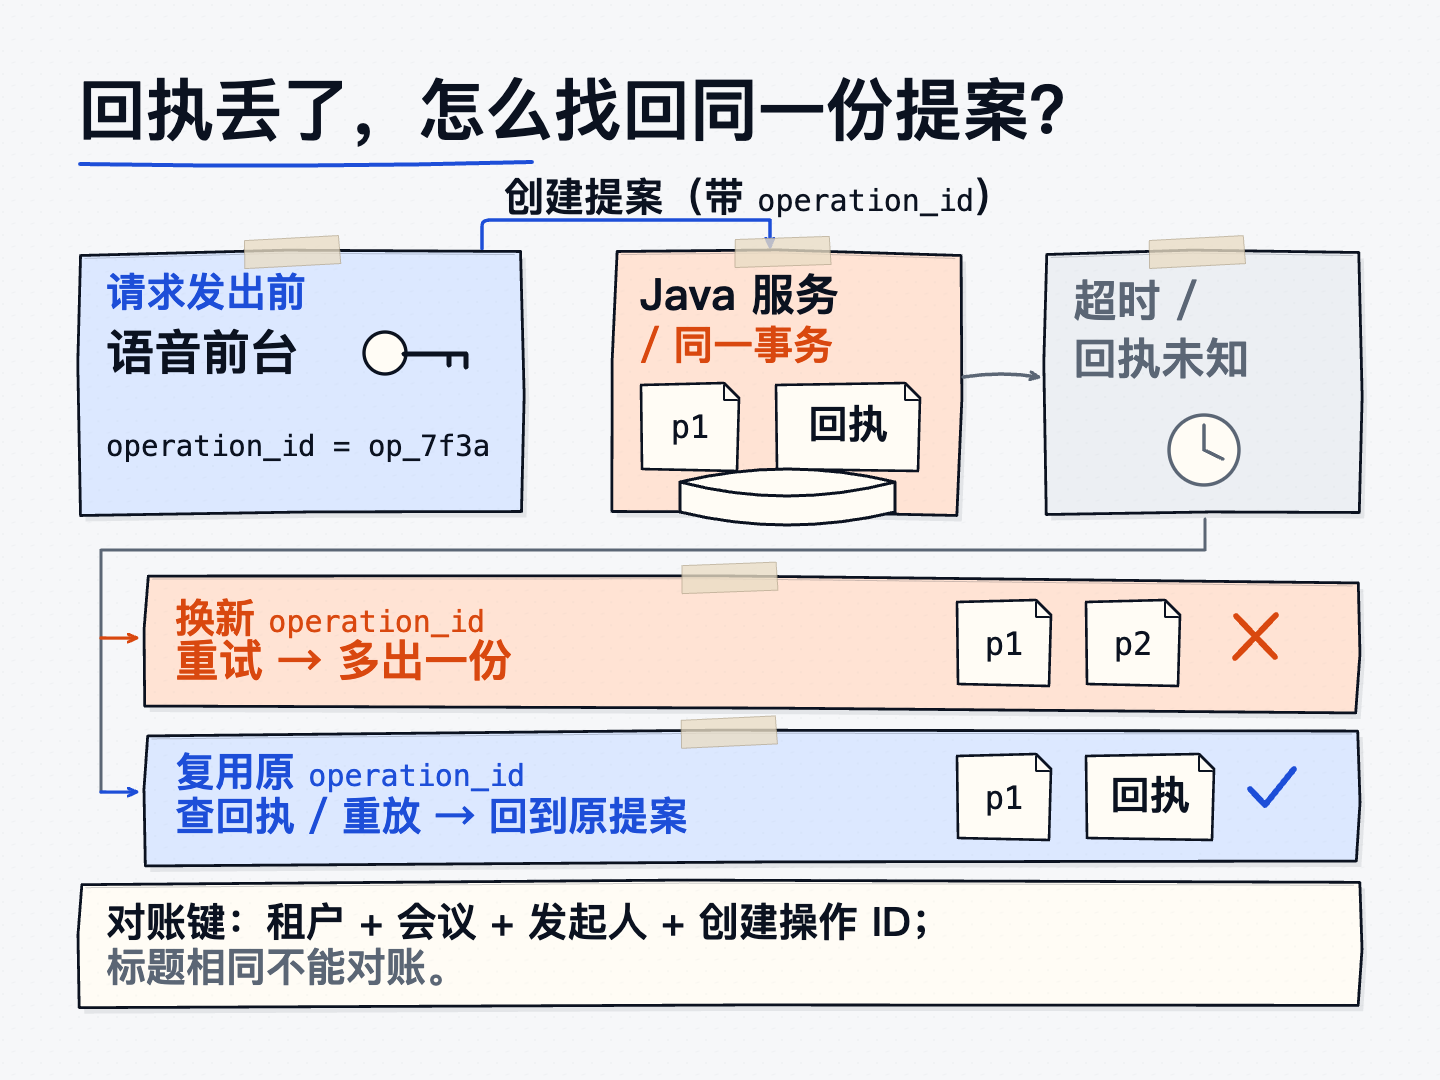 回执丢了，怎么找回同一份提案？
创建提案（带 operation_id）
请求发出前
语音前台
operation_id = op_7f3a
Java 服务
/ 同一事务
p1
回执
超时 /
回执未知
换新 operation_id
重试 → 多出一份
p1
p2
复用原 operation_id
查回执 / 重放 → 回到原提案
p1
回执
对账键：租户 + 会议 + 发起人 + 创建操作 ID；
标题相同不能对账。